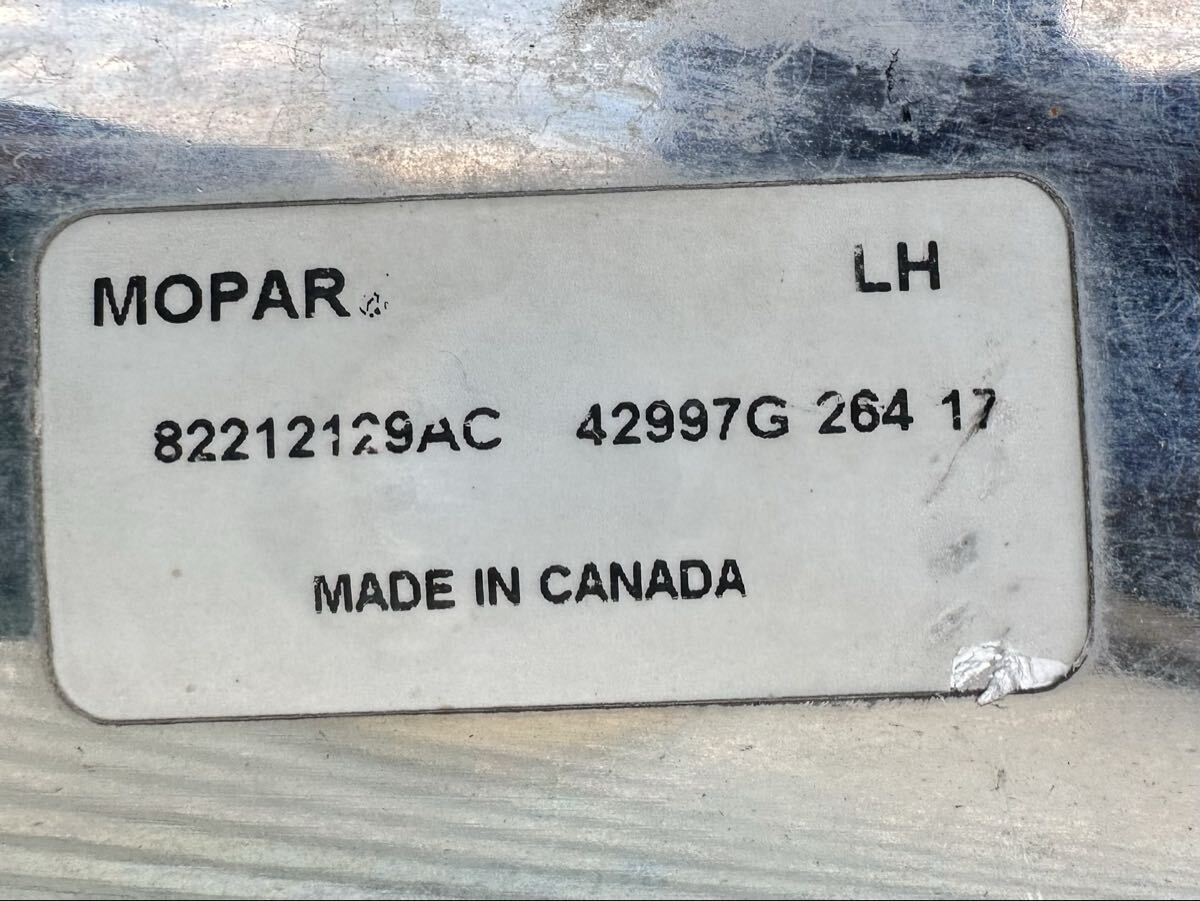 MOPAR® LH
82212129AC 42997G 264 17
MADE IN CANADA